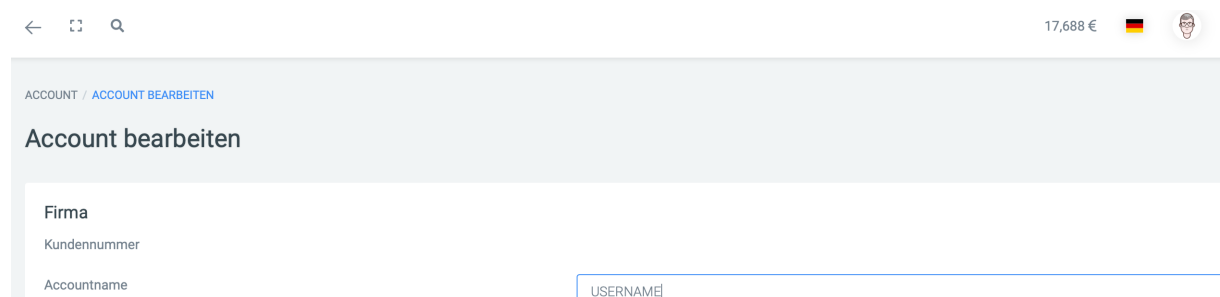 17,688 €
ACCOUNT / ACCOUNT BEARBEITEN
Account bearbeiten
Firma
Kundennummer
Accountname
USERNAME